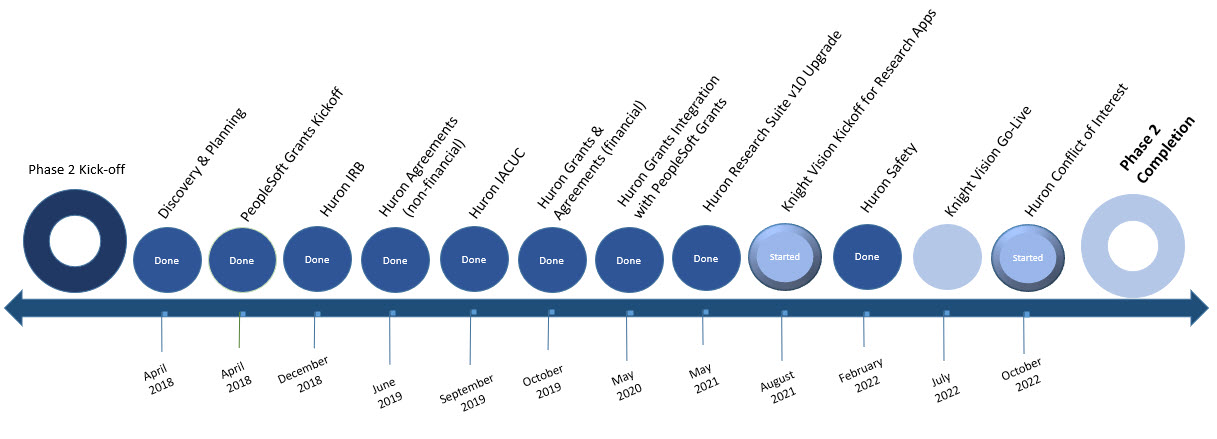 Phase 2 Kick-off
Discovery & Planning
PeopleSoft Grants Kickoff
Huron IRB
Huron Agreements
(non-financial)
Huron IACUC
Huron Grants &
Agreements (financial)
Huron Grants Integration
with PeopleSoft Grants
Huron Research Suite v10 Upgrade
Knight Vision Kickoff for Research Apps
Huron Safety
Knight Vision Go-Live
Huron Conflict of Interest
Phase 2
Completion
Done
Done
Done
Done
Done
Done
Done
Done
Started
Done
Started
April
2018
April
2018
December
2018
June
2019
September
2019
October
2019
May
2020
May
2021
August
2021
February
2022
July
2022
October
2022